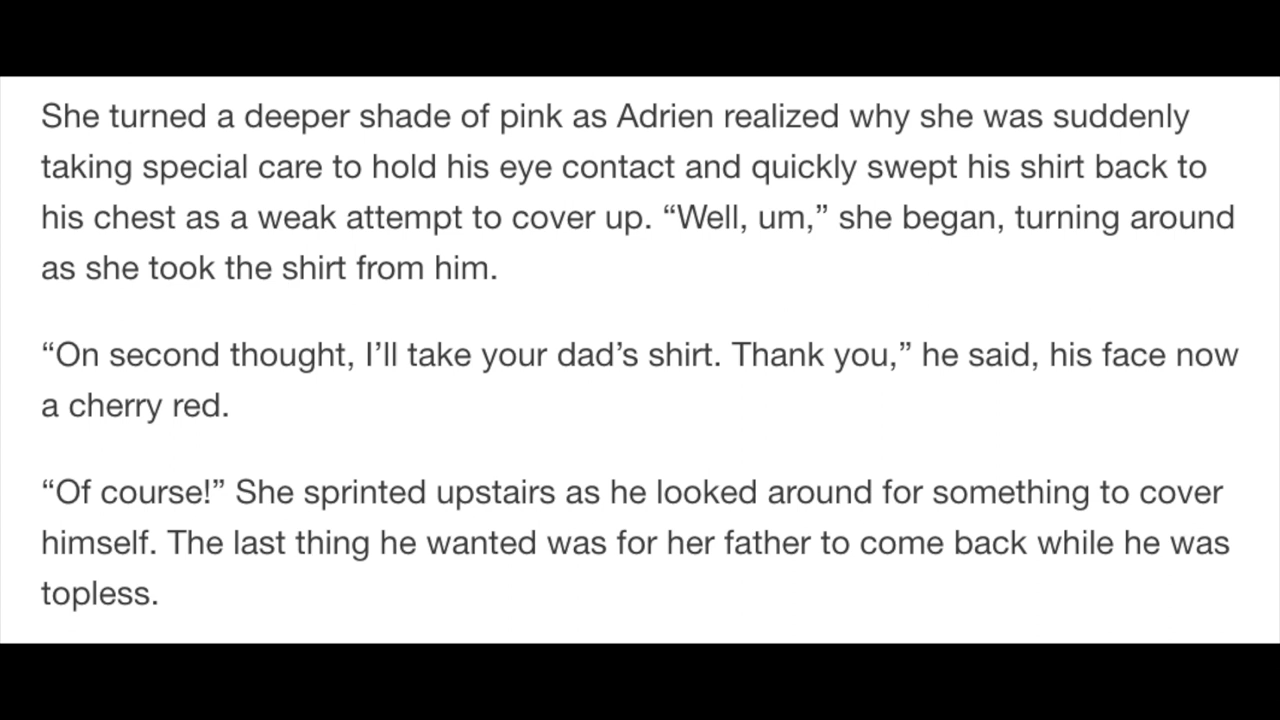 She turned a deeper shade of pink as Adrien realized why she was suddenly
taking special care to hold his eye contact and quickly swept his shirt back to
his chest as a weak attempt to cover up. “Well, um,” she began, turning around
as she took the shirt from him.
“On second thought, I’ll take your dad’s shirt. Thank you,” he said, his face now
a cherry red.
“Of course!” She sprinted upstairs as he looked around for something to cover
himself. The last thing he wanted was for her father to come back while he was
topless.